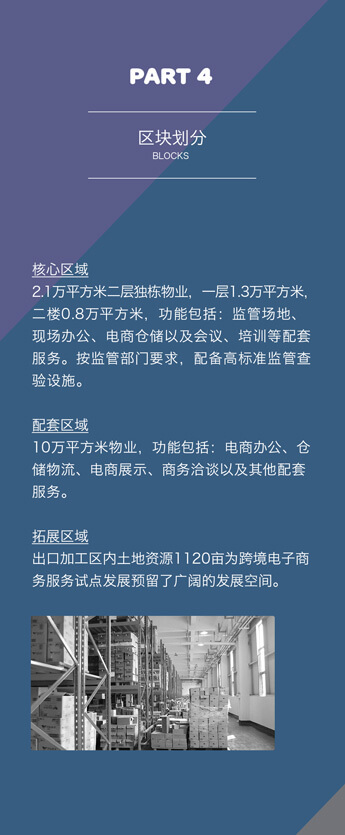 PART 4
区块划分
BLOCKS
核心区域
2.1万平方米二层独栋物业，一层1.3万平方米，
二楼0.8万平方米，功能包括：监管场地、
现场办公、电商仓储以及会议、培训等配套
服务。按监管部门要求，配备高标准监管查
验设施。
配套区域
10万平方米物业，功能包括：电商办公、仓
储物流、电商展示、商务洽谈以及其他配套
服务。
拓展区域
出口加工区内土地资源1120亩为跨境电子商
务服务试点发展预留了广阔的发展空间。